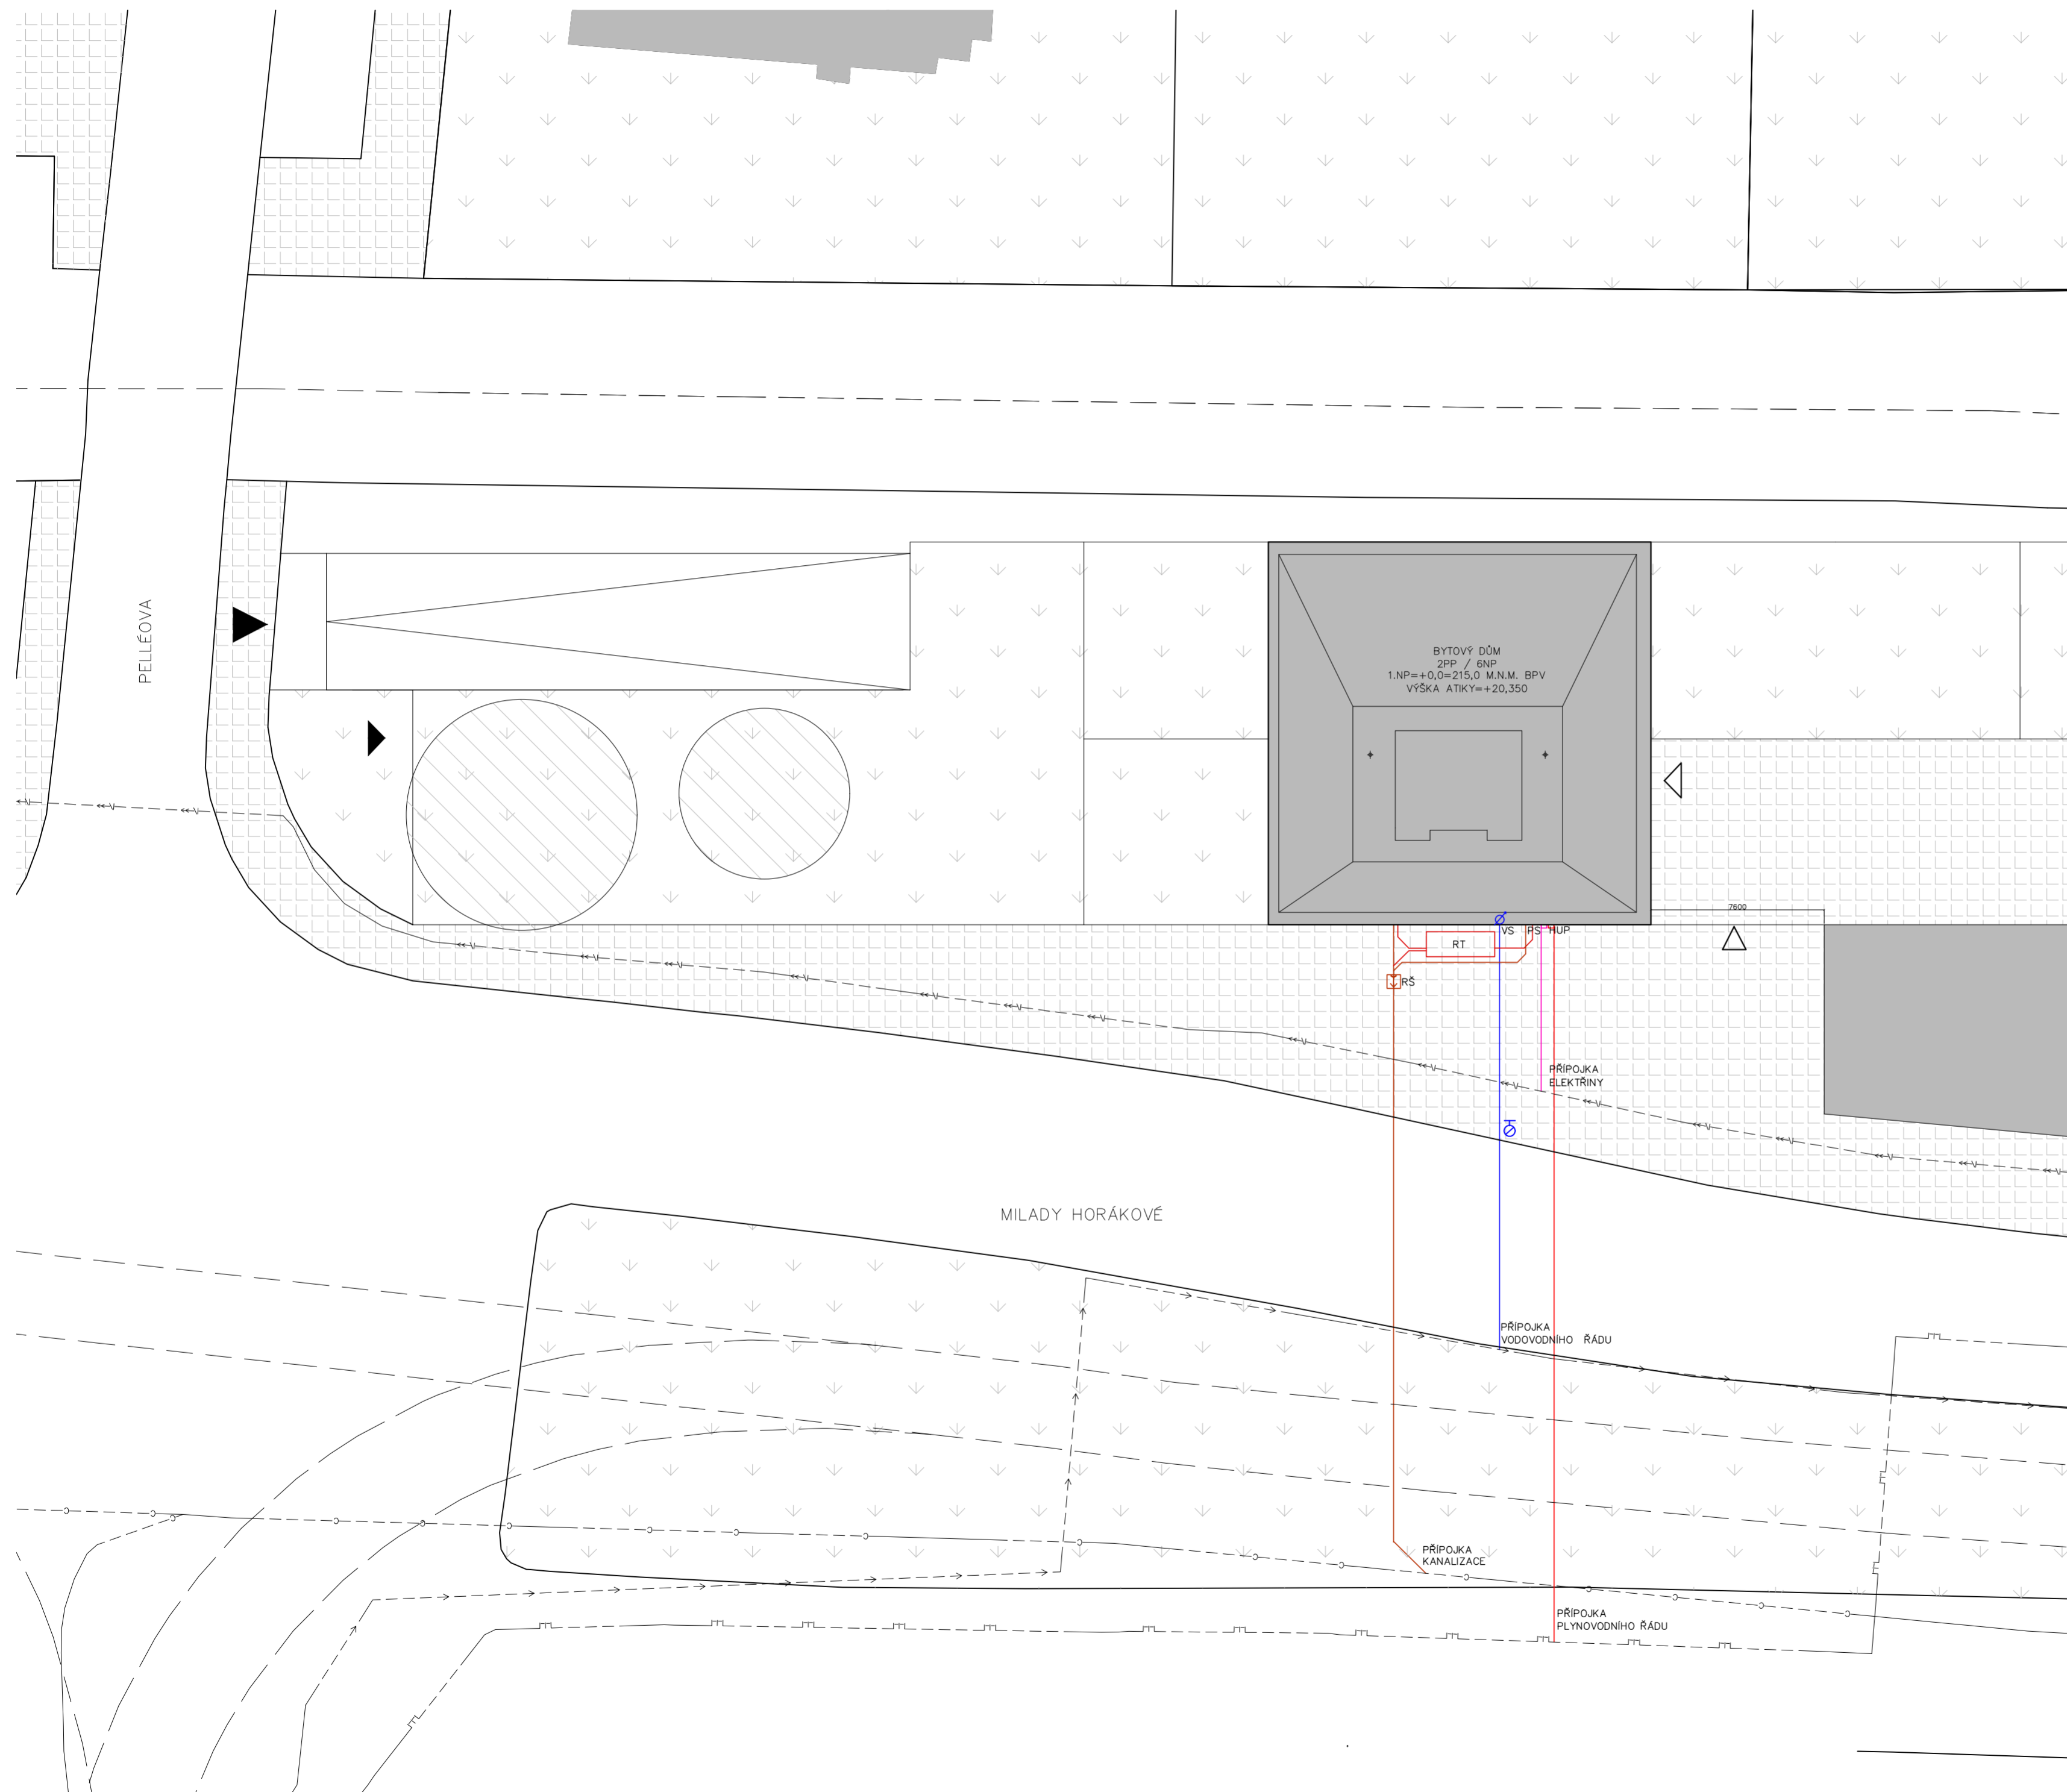 PELLÉOVA
BYTOVÝ DŮM
2PP / 6NP
1.NP=+0,0=215,0 M.N.M. BPV
VÝŠKA ATIKY=+20,350
7600
VS PS HUP
RT
RŠ
PŘÍPOJKA
ELEKTŘINY
MILADY HORÁKOVÉ
PŘÍPOJKA
VODOVODNÍHO ŘÁDU
PŘÍPOJKA
KANALIZACE
PŘÍPOJKA
PLYNOVODNÍHO ŘÁDU